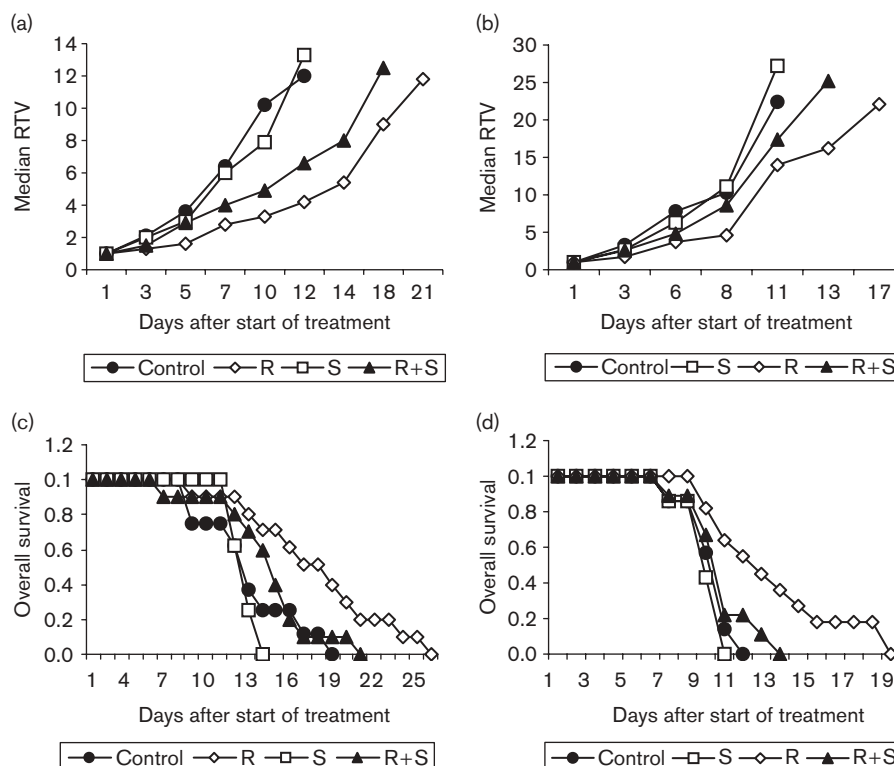 (a)
14
12
10
8
6
4
2
0
Median RTV
1 3 5 7 10 12 14 18 21
Days after start of treatment
Control R S R+S
(b)
30
25
20
15
10
5
0
Median RTV
1 3 6 8 11 13 17
Days after start of treatment
Control S R R+S
(c)
1.2
0.1
0.8
0.6
0.4
0.2
0.0
Overall survival
1 4 7 10 13 16 19 22 25
Days after start of treatment
Control R S R+S
(d)
1.2
0.1
0.8
0.6
0.4
0.2
0.0
Overall survival
1 3 5 7 9 11 13 15 17 19
Days after start of treatment
Control S R R+S